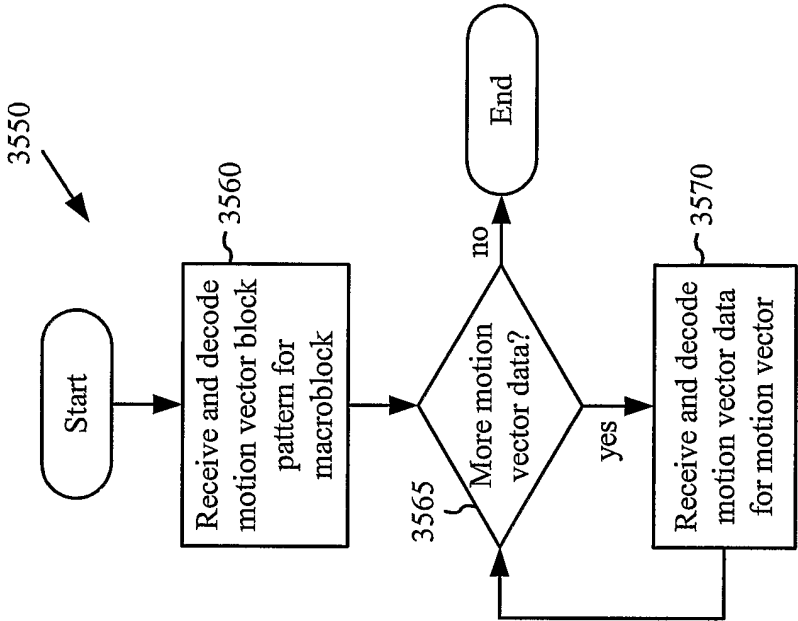 3550
Start
3560
Receive and decode
motion vector block
pattern for
macroblock
3565
More motion
vector data?
no
End
yes
3570
Receive and decode
motion vector data
for motion vector